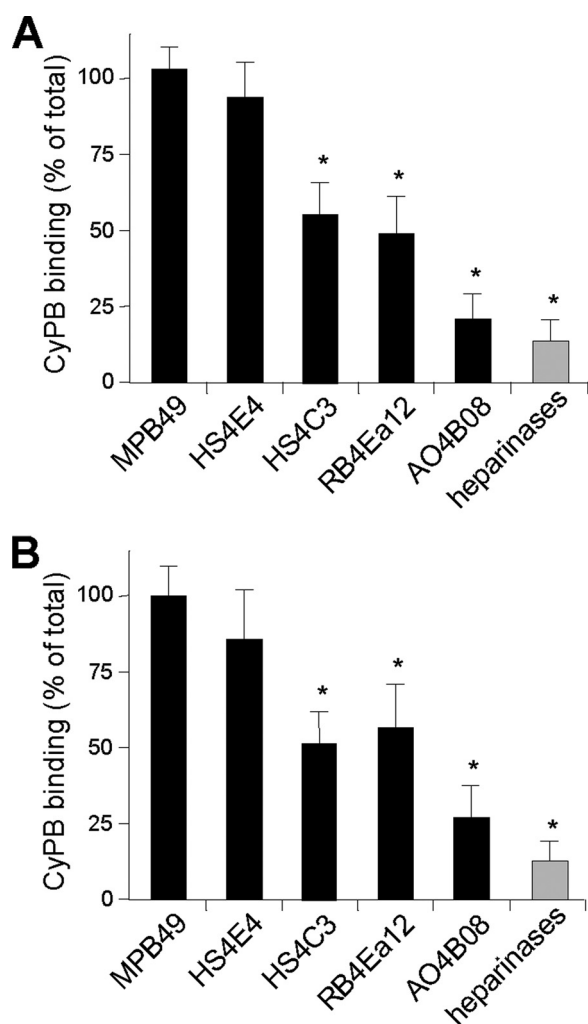 A
CyPB binding (% of total)
100
75
50
25
0
*
*
*
*
MPB49
HS4E4
HS4C3
RB4Ea12
AO4B08
heparinases
B
CyPB binding (% of total)
100
75
50
25
0
*
*
*
*
MPB49
HS4E4
HS4C3
RB4Ea12
AO4B08
heparinases